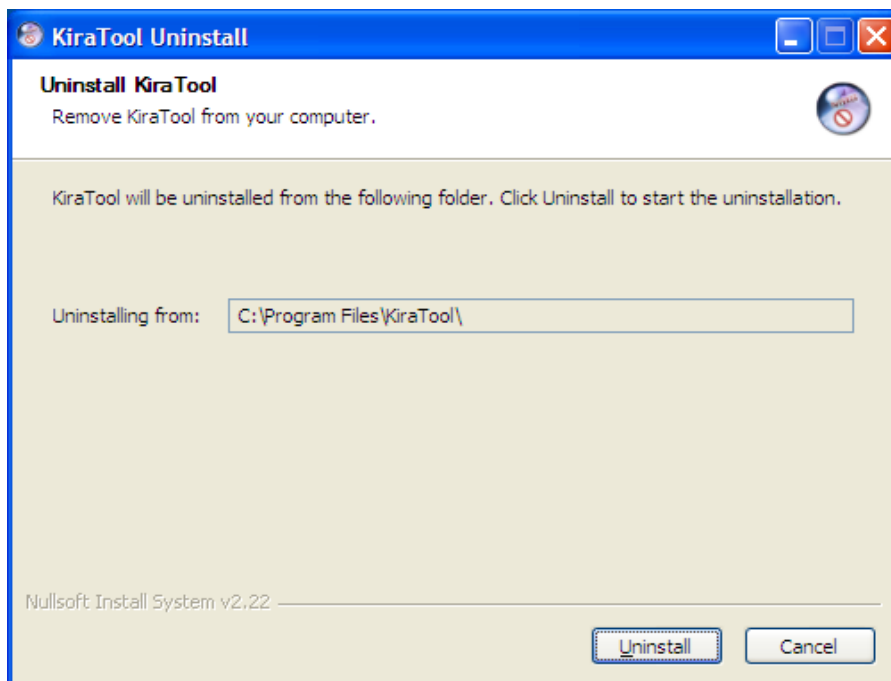 KiraTool Uninstall
Uninstall KiraTool
Remove KiraTool from your computer.
KiraTool will be uninstalled from the following folder. Click Uninstall to start the uninstallation.
Uninstalling from: C:\Program Files\KiraTool\
Nullsoft Install System v2.22
Uninstall Cancel